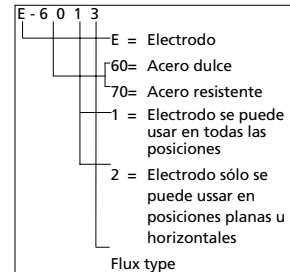 E - 6 0 1 3
E = Electrodo
60= Acero dulce
70= Acero resistente
1 = Electrodo se puede
usar en todas las
posiciones
2 = Electrodo sólo se
puede ussar en
posiciones planas u
horizontales
Flux type